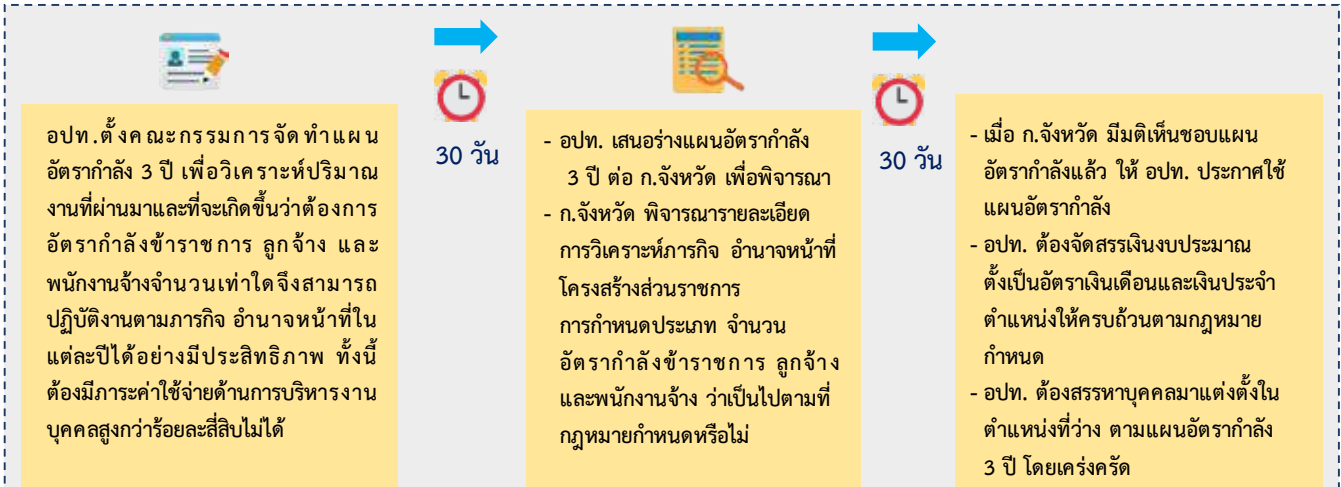 อปท.ตั้งคณะกรรมการจัดทำแผน
อัตรากำลัง 3 ปี เพื่อวิเคราะห์ปริมาณ
งานที่ผ่านมาและที่จะเกิดขึ้นว่าต้องการ
อัตรากำลังข้าราชการ ลูกจ้าง และ
พนักงานจ้างจำนวนเท่าใดจึงสามารถ
ปฏิบัติงานตามภารกิจ อำนาจหน้าที่ใน
แต่ละปีได้อย่างมีประสิทธิภาพ ทั้งนี้
ต้องมีภาระค่าใช้จ่ายด้านการบริหารงาน
บุคคลสูงกว่าร้อยละสี่สิบไม่ได้
30 วัน
- อปท. เสนอร่างแผนอัตรากำลัง
3 ปี ต่อ ก.จังหวัด เพื่อพิจารณา
- ก.จังหวัด พิจารณารายละเอียด
การวิเคราะห์ภารกิจ อำนาจหน้าที่
โครงสร้างส่วนราชการ
การกำหนดประเภท จำนวน
อัตรากำลังข้าราชการ ลูกจ้าง
และพนักงานจ้าง ว่าเป็นไปตามที่
กฎหมายกำหนดหรือไม่
30 วัน
- เมื่อ ก.จังหวัด มีมติเห็นชอบแผน
อัตรากำลังแล้ว ให้ อปท. ประกาศใช้
แผนอัตรากำลัง
- อปท. ต้องจัดสรรเงินงบประมาณ
ตั้งเป็นอัตราเงินเดือนและเงินประจำ
ตำแหน่งให้ครบถ้วนตามกฎหมาย
กำหนด
- อปท. ต้องสรรหาบุคคลมาแต่งตั้งใน
ตำแหน่งที่ว่าง ตามแผนอัตรากำลัง
3 ปี โดยเคร่งครัด